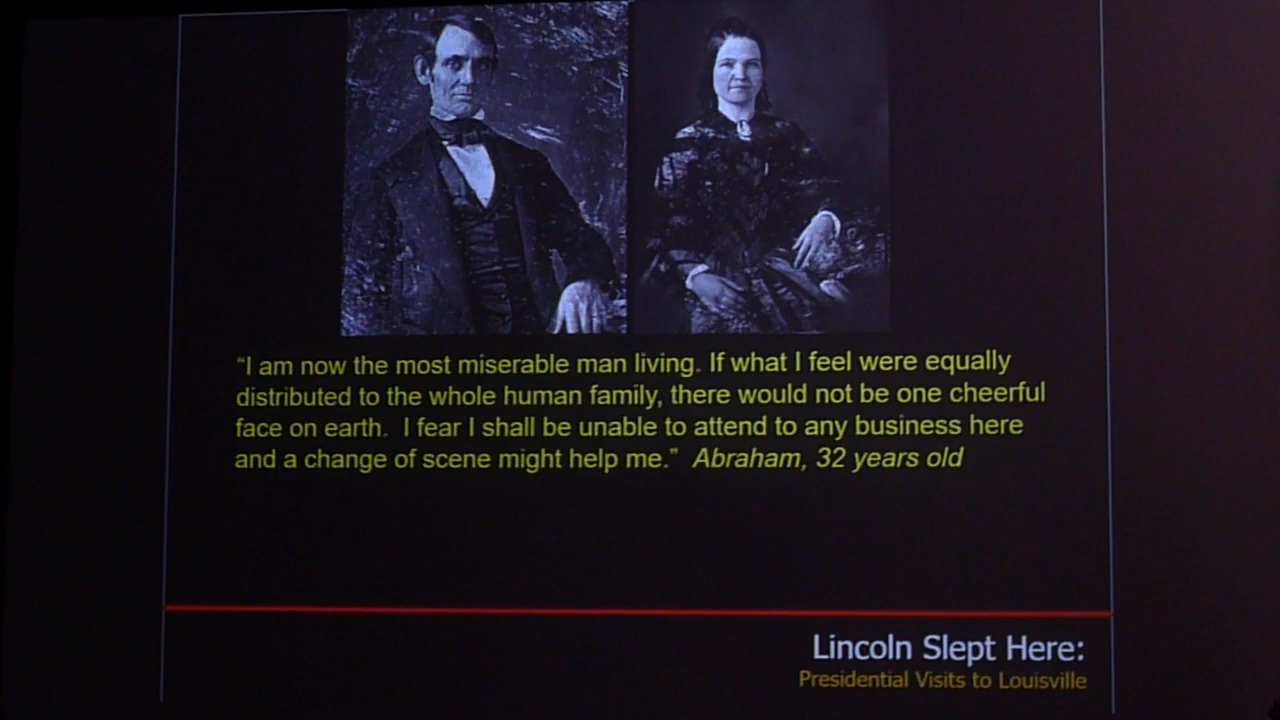 “I am now the most miserable man living. If what I feel were equally
distributed to the whole human family, there would not be one cheerful
face on earth.  I fear I shall be unable to attend to any business here
and a change of scene might help me.”  Abraham, 32 years old
Lincoln Slept Here:
Presidential Visits to Louisville